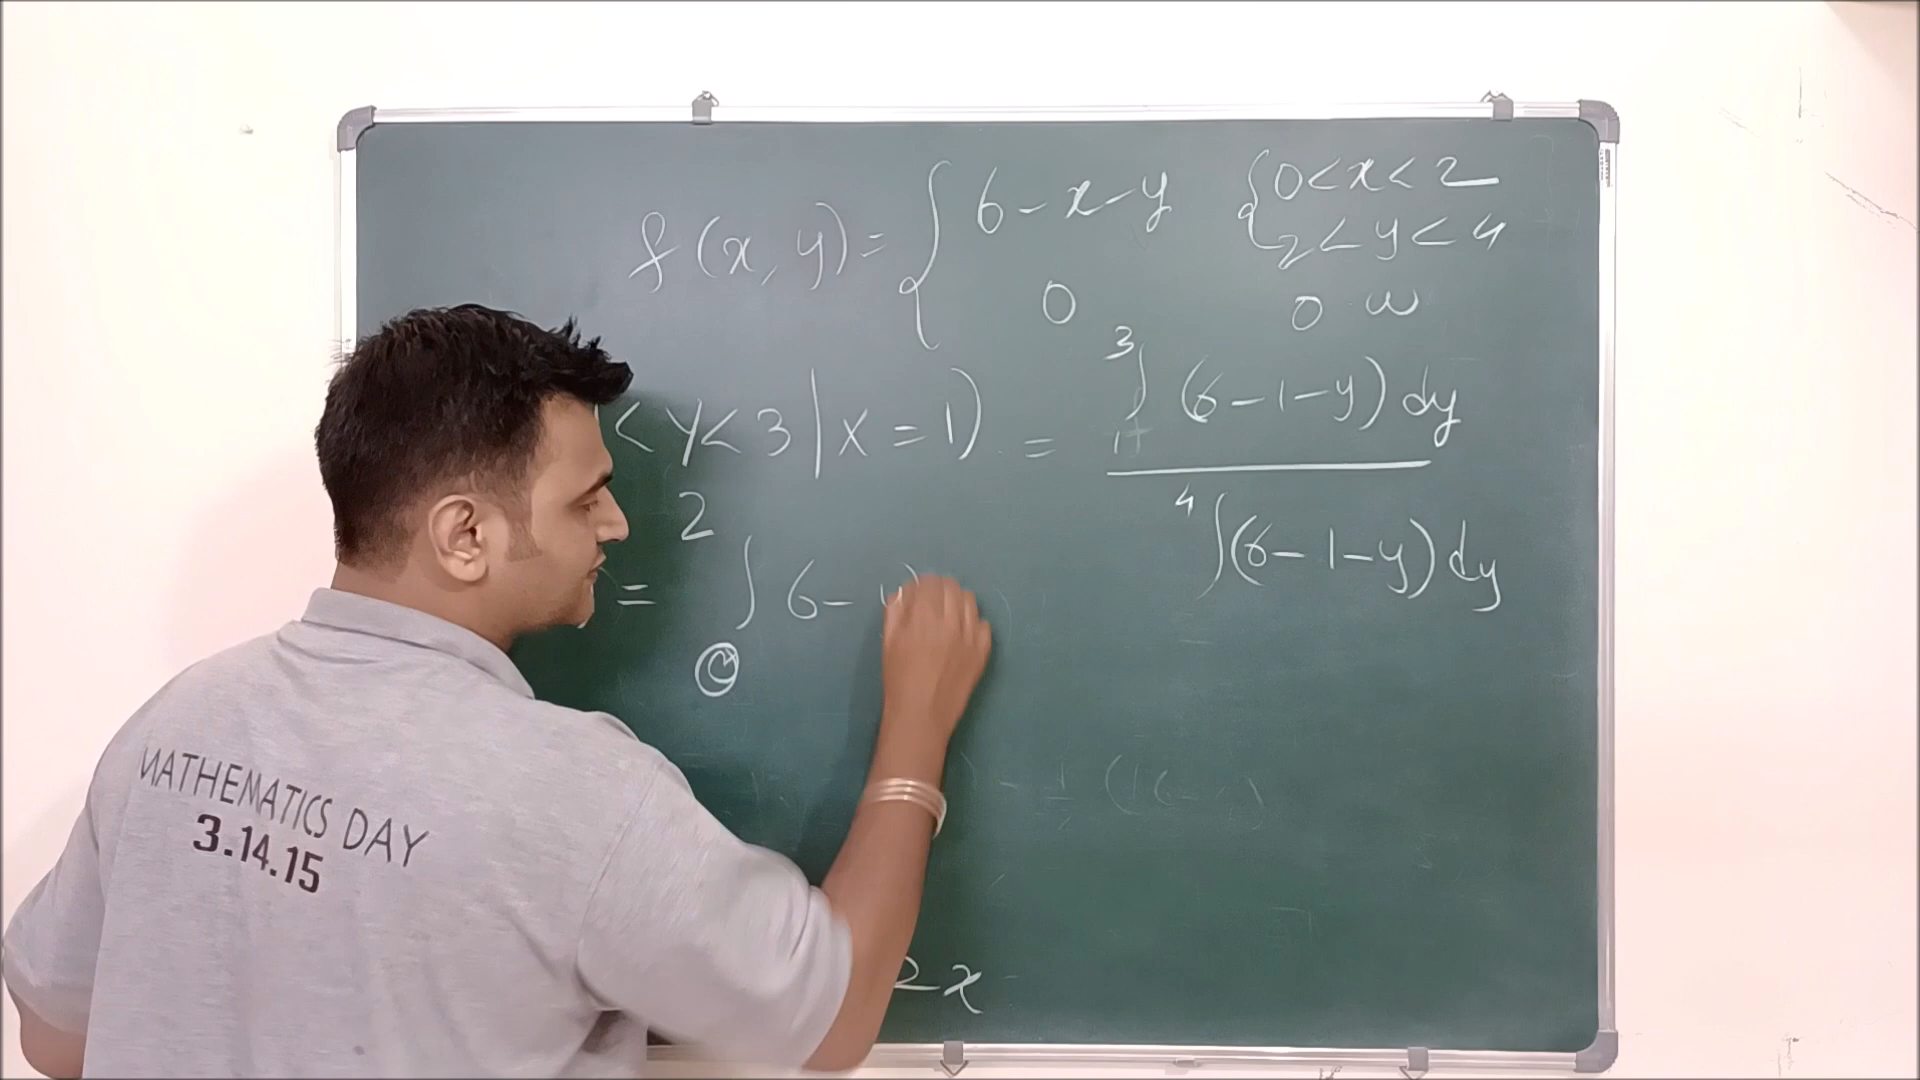 f(x, y) = { 6 - x - y { 0 < x < 2
2 < y < 4
0 0 w
< y < 3 | x = 1) = ∫ 3 (6 - 1 - y) dy
4 ∫ (6 - 1 - y) dy
2
= ∫ 6 - y
2x
MATHEMATICS DAY
3.14.15